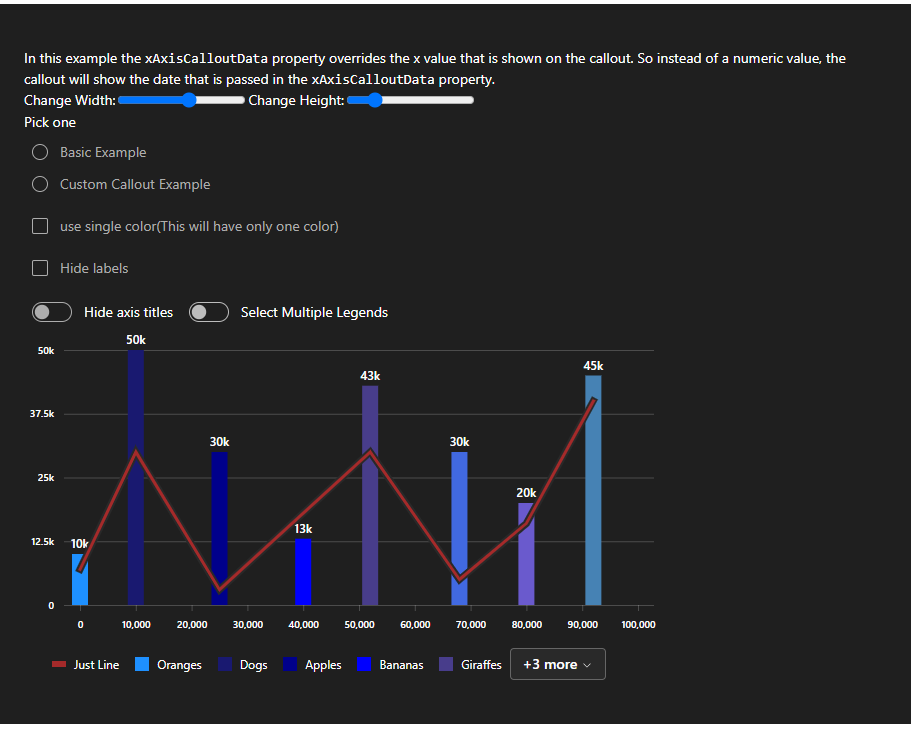 In this example the xAxisCalloutData property overrides the x value that is shown on the callout. So instead of a numeric value, the
callout will show the date that is passed in the xAxisCalloutData property.
Change Width: Change Height:
Pick one
Basic Example
Custom Callout Example
use single color(This will have only one color)
Hide labels
Hide axis titles Select Multiple Legends
50k
50k
45k
43k
37.5k
30k 30k
25k
20k
13k
12.5k 10k
0
0 10,000 20,000 30,000 40,000 50,000 60,000 70,000 80,000 90,000 100,000
Just Line Oranges Dogs Apples Bananas Giraffes +3 more